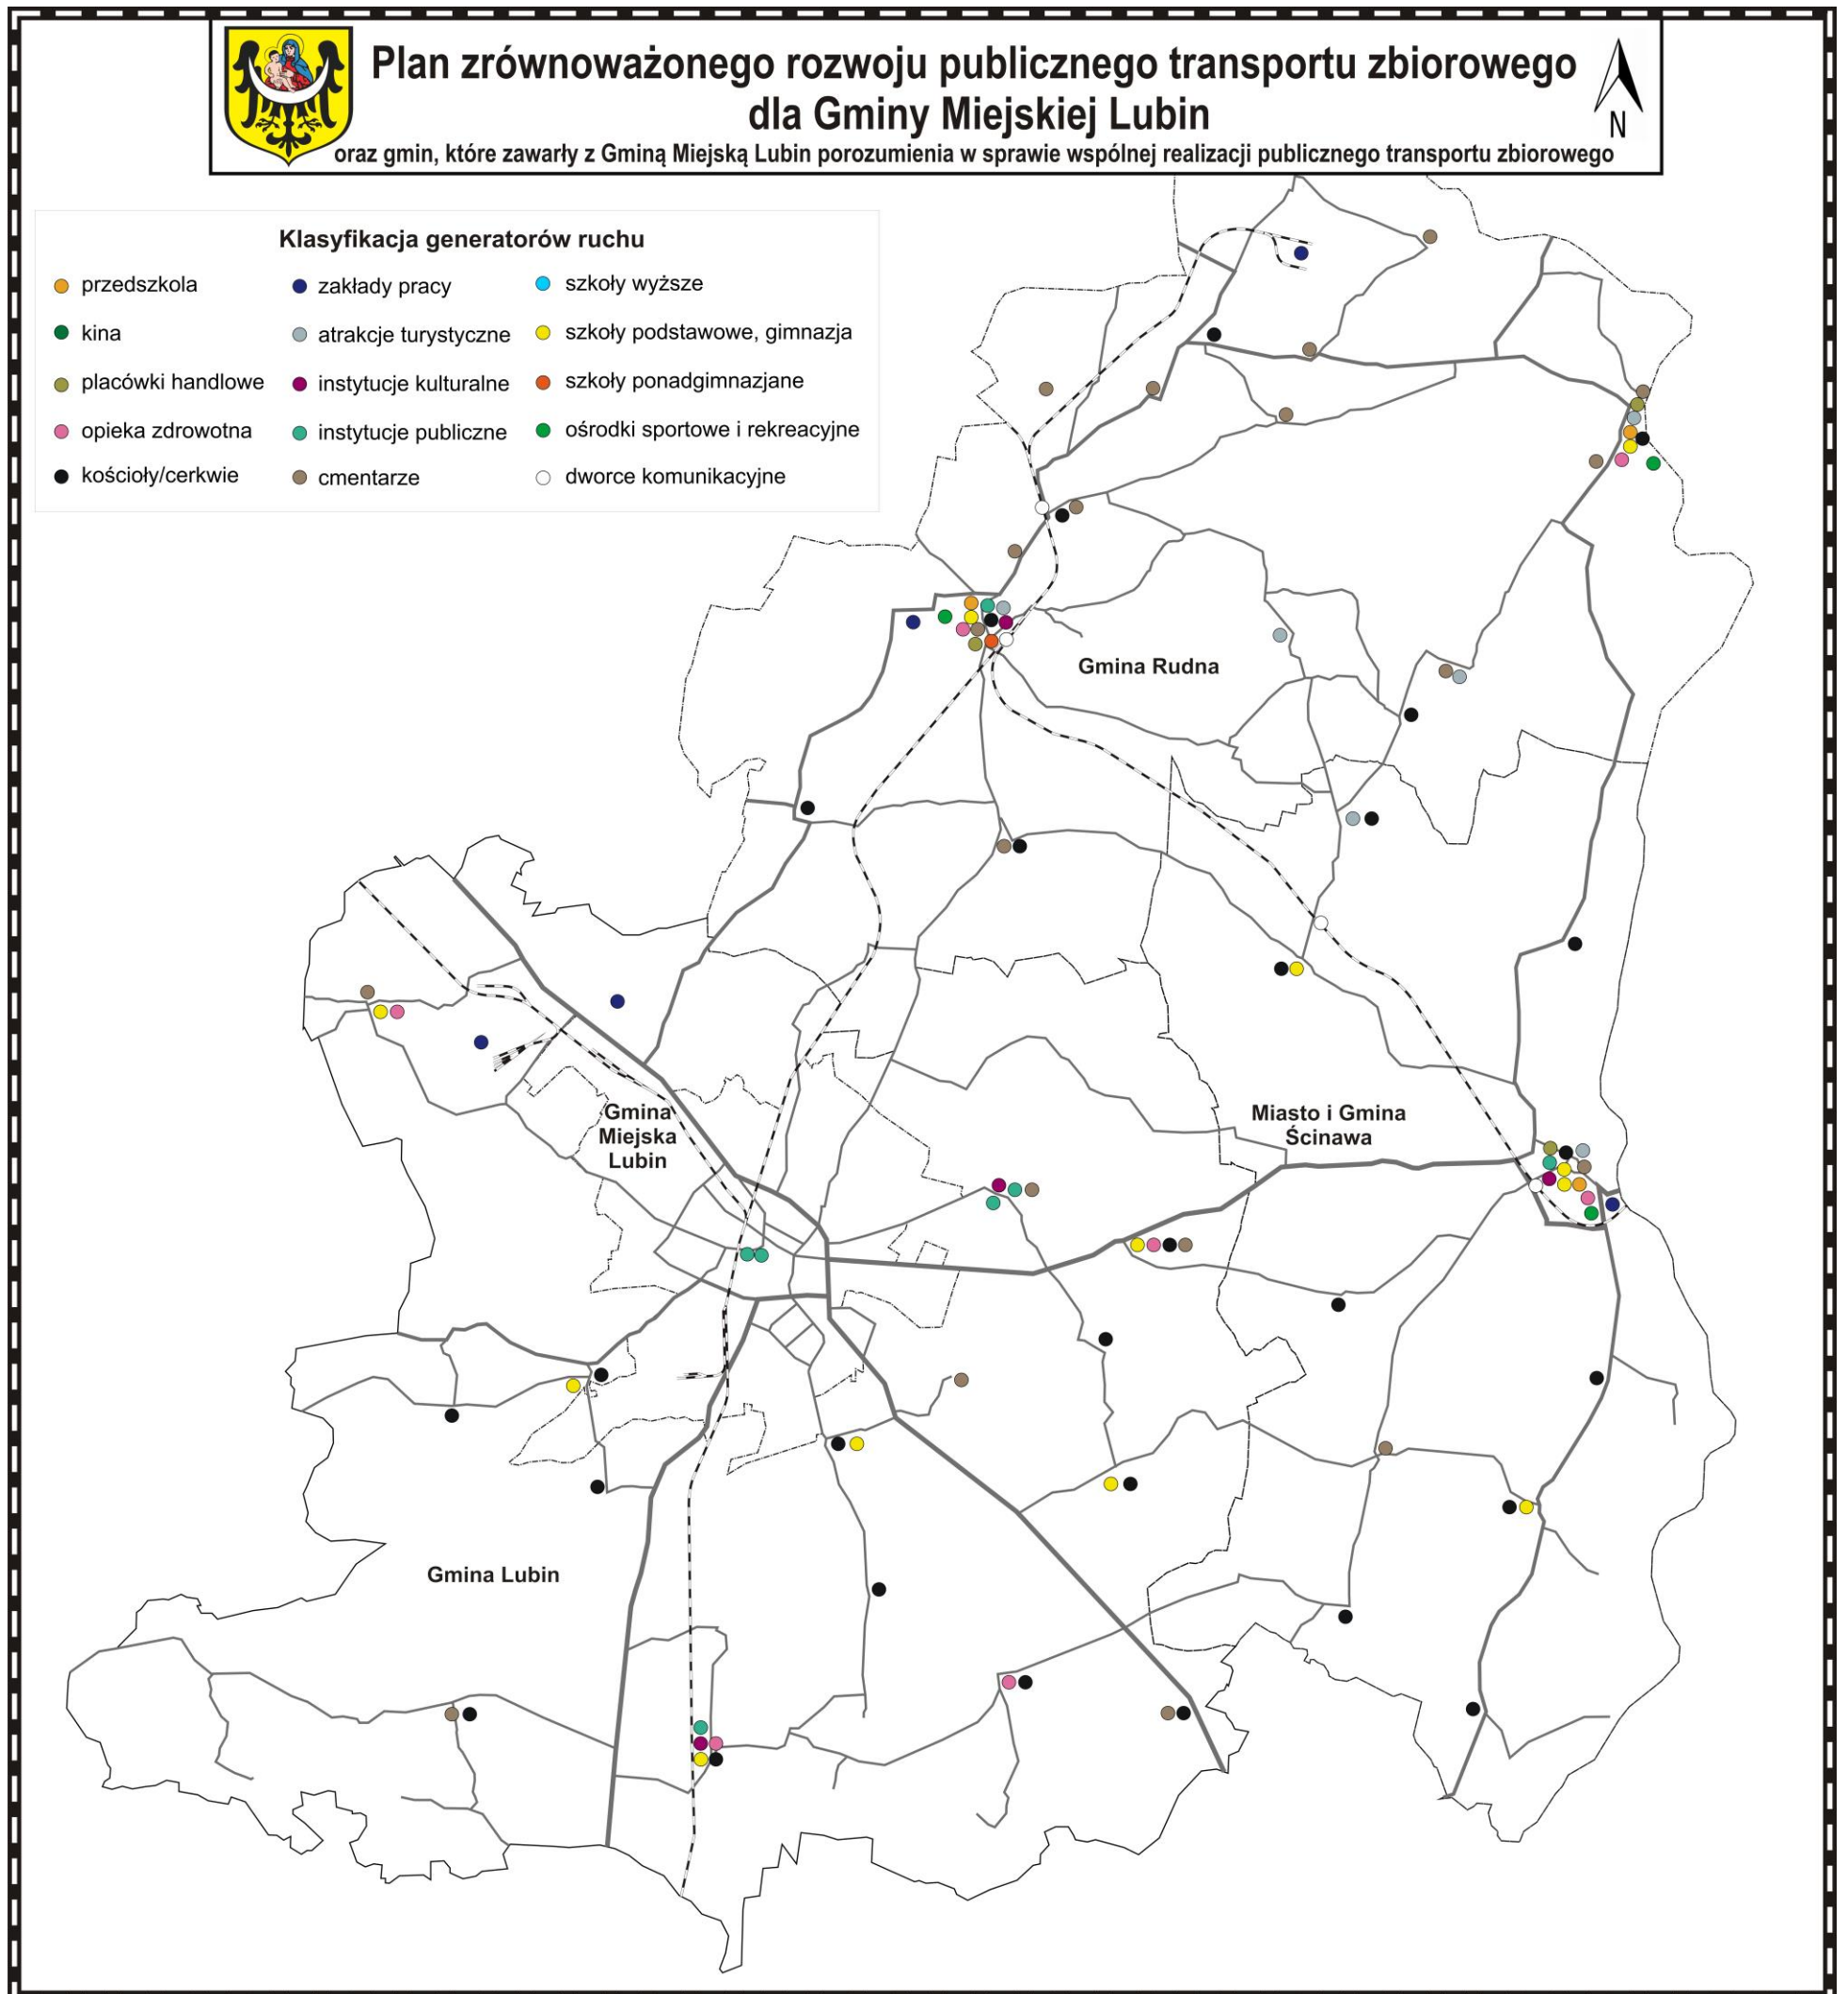 Plan zrównoważonego rozwoju publicznego transportu zbiorowego
dla Gminy Miejskiej Lubin
oraz gmin, które zawarły z Gminą Miejską Lubin porozumienia w sprawie wspólnej realizacji publicznego transportu zbiorowego
N
Klasyfikacja generatorów ruchu
przedszkola
zakłady pracy
szkoły wyższe
kina
atrakcje turystyczne
szkoły podstawowe, gimnazja
placówki handlowe
instytucje kulturalne
szkoły ponadgimnazjane
opieka zdrowotna
instytucje publiczne
ośrodki sportowe i rekreacyjne
kościoły/cerkwie
cmentarze
dworce komunikacyjne
Gmina Rudna
Gmina
Miejska
Lubin
Miasto i Gmina
Ścinawa
Gmina Lubin